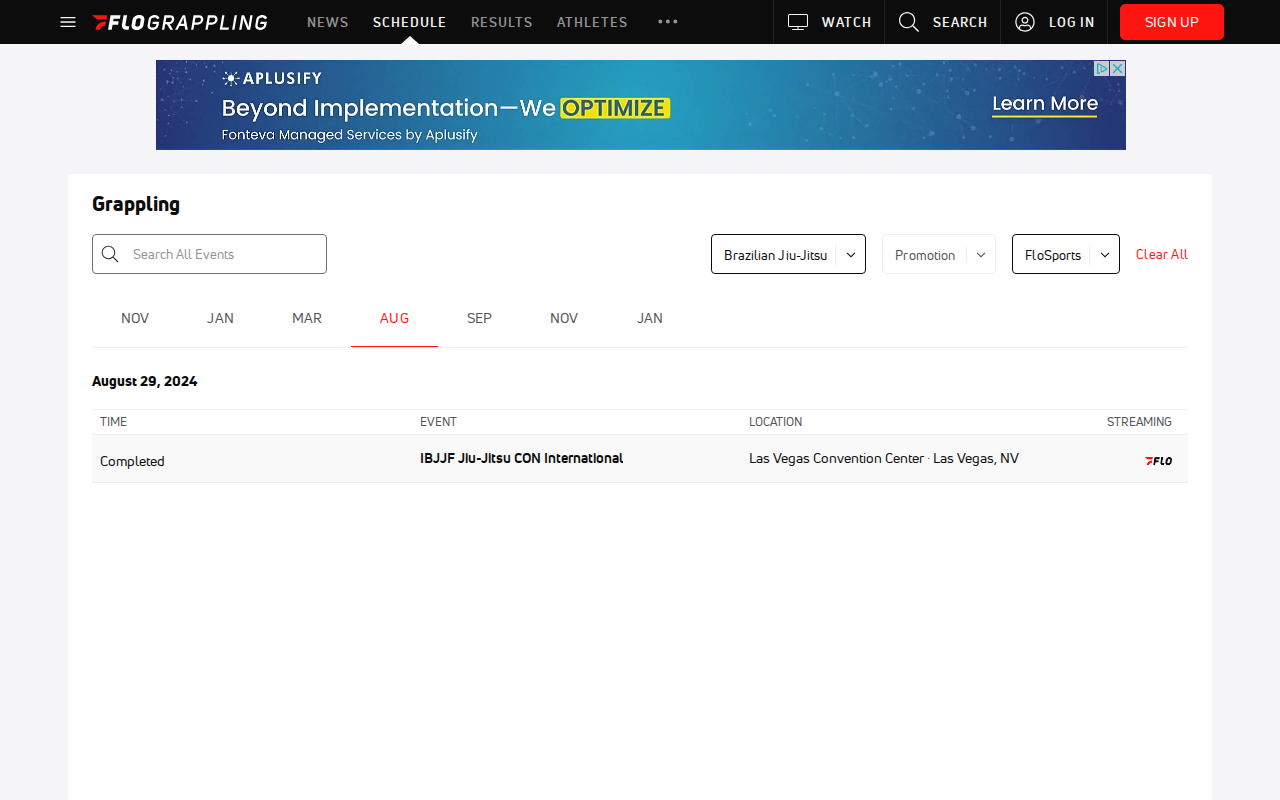 FLOGRAPPLING NEWS SCHEDULE RESULTS ATHLETES WATCH SEARCH LOG IN SIGN UP
APLUSIFY
Beyond Implementation—We OPTIMIZE
Fonteva Managed Services by Aplusify
Learn More
Grappling
Search All Events Brazilian Jiu-Jitsu Promotion FloSports Clear All
NOV JAN MAR AUG SEP NOV JAN
August 29, 2024
TIME EVENT LOCATION STREAMING
Completed IBJJF Jiu-Jitsu CON International Las Vegas Convention Center · Las Vegas, NV FLO